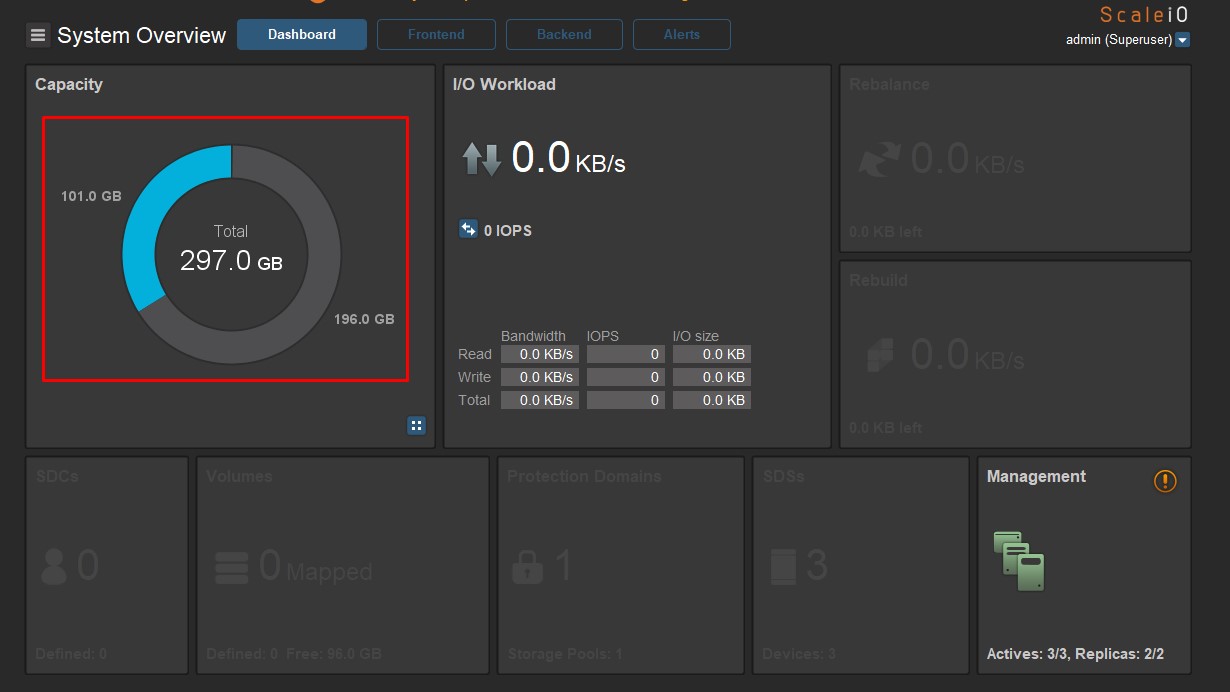 ScaleiO
System Overview
Dashboard
Frontend
Backend
Alerts
admin (Superuser)
Capacity
101.0 GB
Total
297.0 GB
196.0 GB
I/O Workload
0.0 KB/s
0 IOPS
Bandwidth IOPS I/O size
Read 0.0 KB/s 0 0.0 KB
Write 0.0 KB/s 0 0.0 KB
Total 0.0 KB/s 0 0.0 KB
Rebalance
0.0 KB/s
0.0 KB left
Rebuild
0.0 KB/s
0.0 KB left
SDCs
0
Defined: 0
Volumes
0 Mapped
Defined: 0 Free: 96.0 GB
Protection Domains
1
Storage Pools: 1
SDSs
3
Devices: 3
Management
Actives: 3/3, Replicas: 2/2